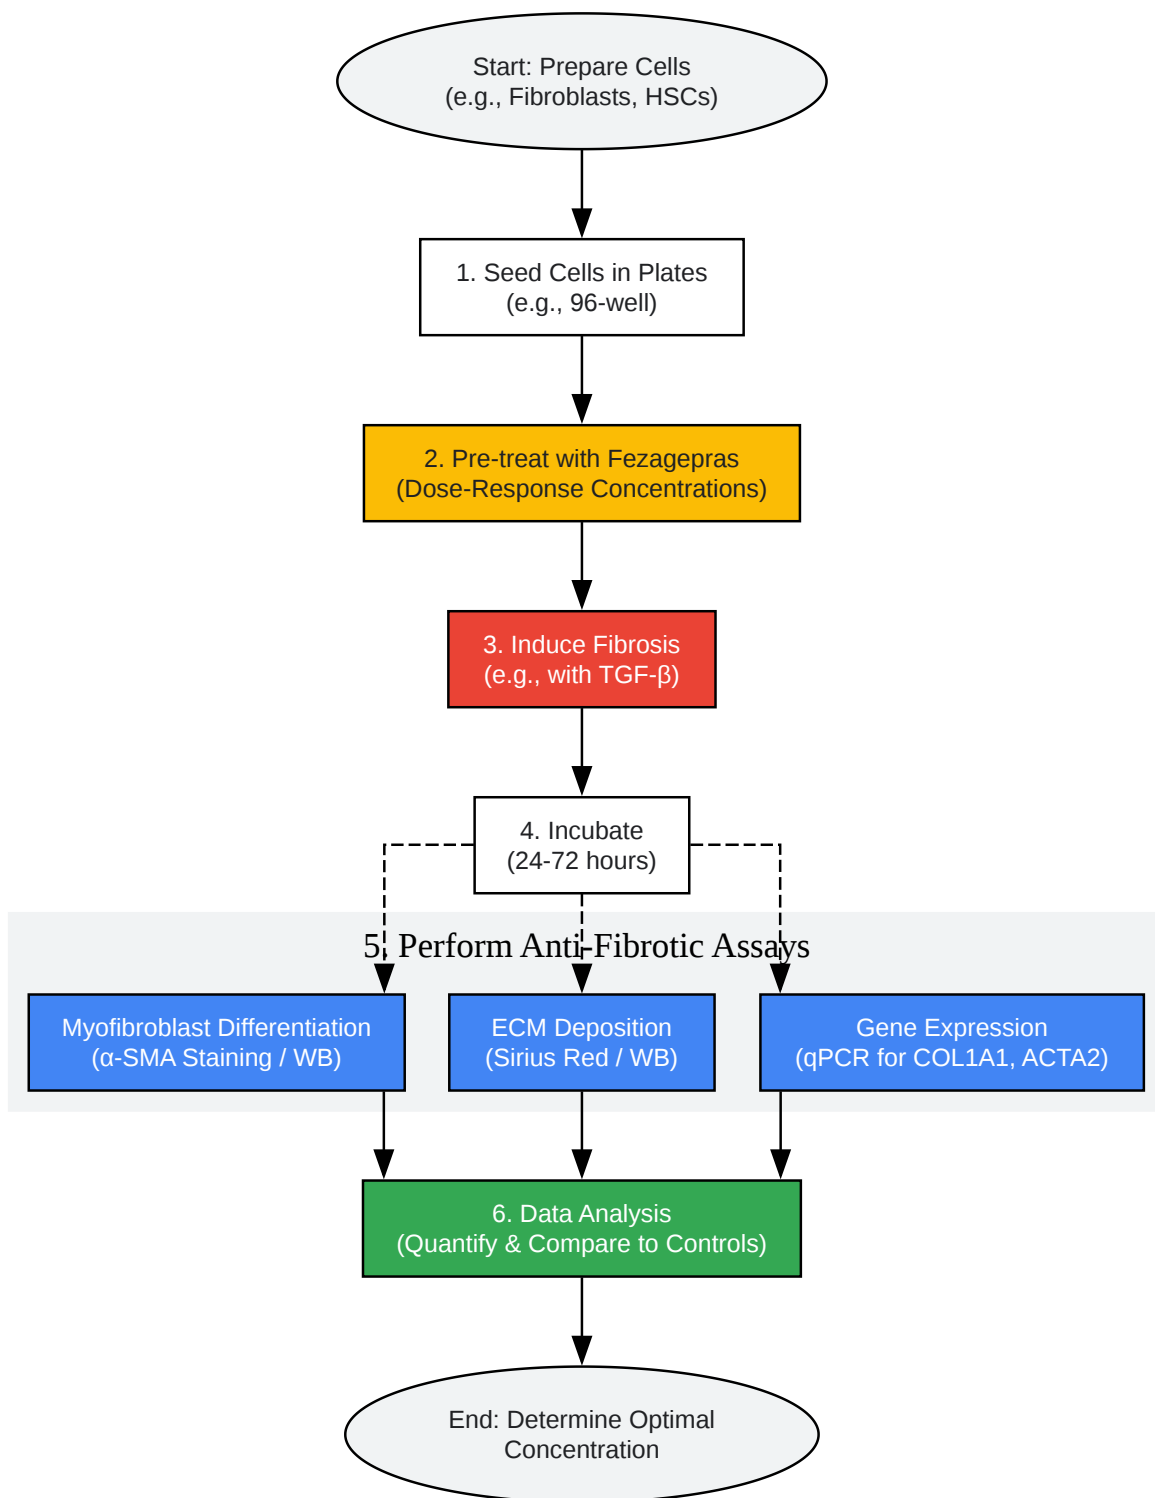 Start: Prepare Cells
(e.g., Fibroblasts, HSCs)
1. Seed Cells in Plates
(e.g., 96-well)
2. Pre-treat with Fezagepras
(Dose-Response Concentrations)
3. Induce Fibrosis
(e.g., with TGF-β)
4. Incubate
(24-72 hours)
5. Perform Anti-Fibrotic Assays
Myofibroblast Differentiation
(α-SMA Staining / WB)
ECM Deposition
(Sirius Red / WB)
Gene Expression
(qPCR for COL1A1, ACTA2)
6. Data Analysis
(Quantify & Compare to Controls)
End: Determine Optimal
Concentration